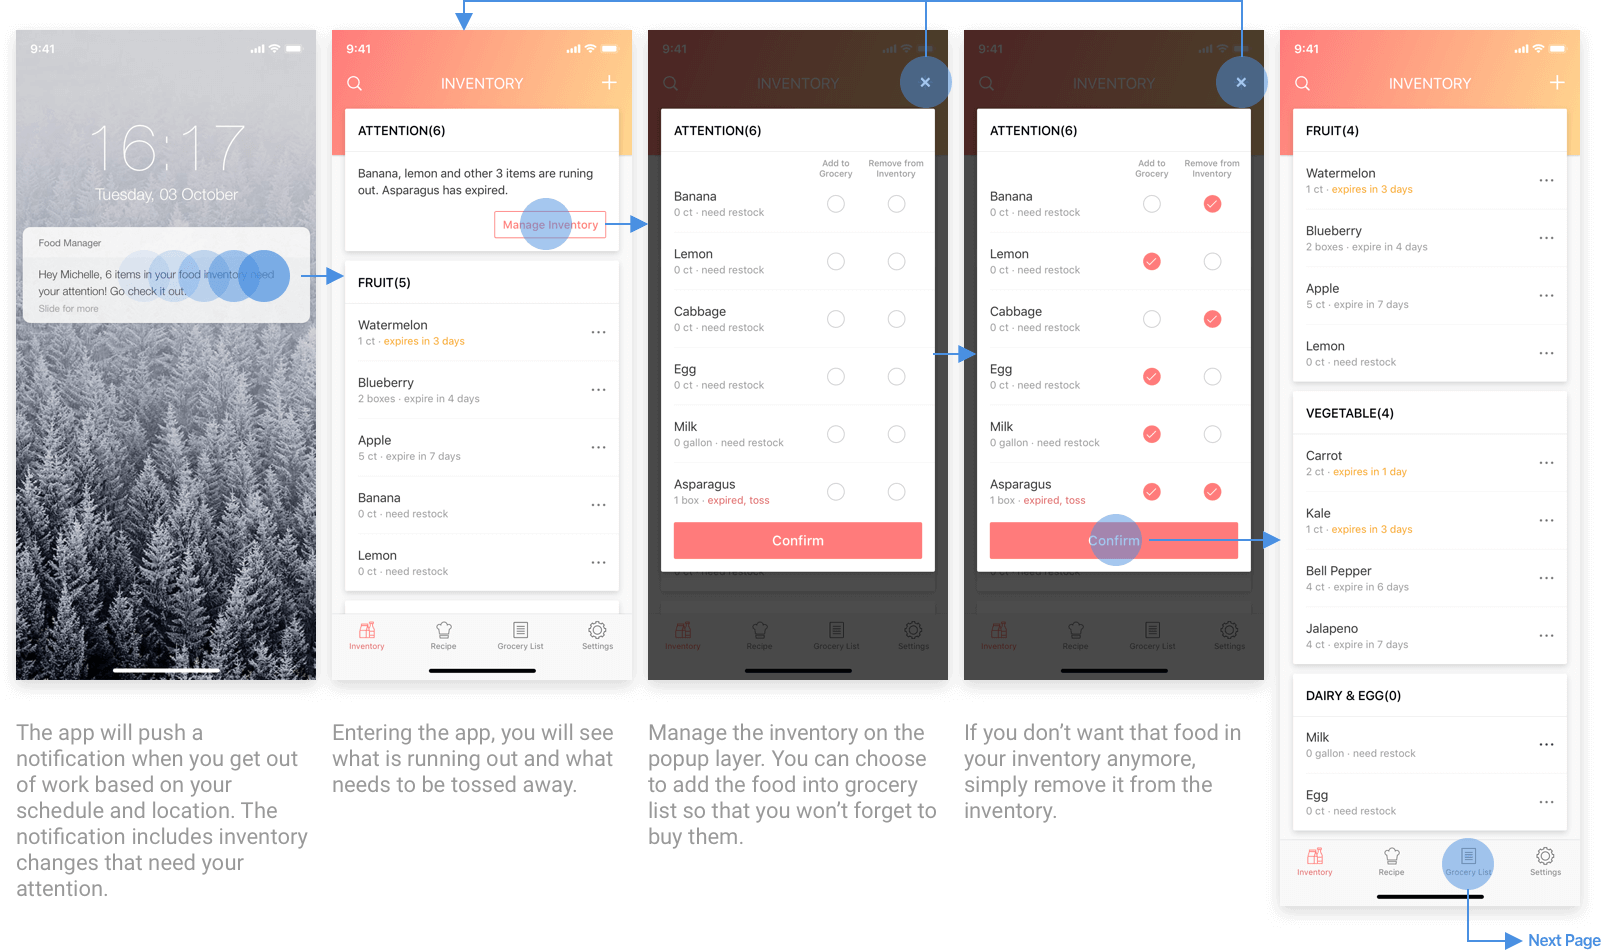 9:41
16:17
Tuesday, 03 October
Food Manager
Hey Michelle, 6 items in your food inventory need
your attention! Go check it out.
Slide for more
The app will push a
notification when you get out
of work based on your
schedule and location. The
notification includes inventory
changes that need your
attention.
9:41
INVENTORY
ATTENTION(6)
Banana, lemon and other 3 items are runing
out. Asparagus has expired.
Manage Inventory
FRUIT(5)
Watermelon
1 ct · expires in 3 days
Blueberry
2 boxes · expire in 4 days
Apple
5 ct · expire in 7 days
Banana
0 ct · need restock
Lemon
0 ct · need restock
Inventory
Recipe
Grocery List
Settings
Entering the app, you will see
what is running out and what
needs to be tossed away.
9:41
INVENTORY
ATTENTION(6)
Add to
Grocery
Remove from
Inventory
Banana
0 ct · need restock
Lemon
0 ct · need restock
Cabbage
0 ct · need restock
Egg
0 ct · need restock
Milk
0 gallon · need restock
Asparagus
1 box · expired, toss
Confirm
0 ct · need restock
Inventory
Recipe
Grocery List
Settings
Manage the inventory on the
popup layer. You can choose
to add the food into grocery
list so that you won't forget to
buy them.
9:41
INVENTORY
ATTENTION(6)
Add to
Grocery
Remove from
Inventory
Banana
0 ct · need restock
Lemon
0 ct · need restock
Cabbage
0 ct · need restock
Egg
0 ct · need restock
Milk
0 gallon · need restock
Asparagus
1 box · expired, toss
Confirm
0 ct · need restock
Inventory
Recipe
Grocery List
Settings
If you don't want that food in
your inventory anymore,
simply remove it from the
inventory.
9:41
INVENTORY
FRUIT(4)
Watermelon
1 ct · expires in 3 days
Blueberry
2 boxes · expire in 4 days
Apple
5 ct · expire in 7 days
Lemon
0 ct · need restock
VEGETABLE(4)
Carrot
2 ct · expires in 1 day
Kale
1 ct · expires in 3 days
Bell Pepper
4 ct · expire in 6 days
Jalapeno
4 ct · expire in 7 days
DAIRY & EGG(0)
Milk
0 gallon · need restock
Egg
0 ct · need restock
Inventory
Recipe
Grocery List
Settings
Next Page